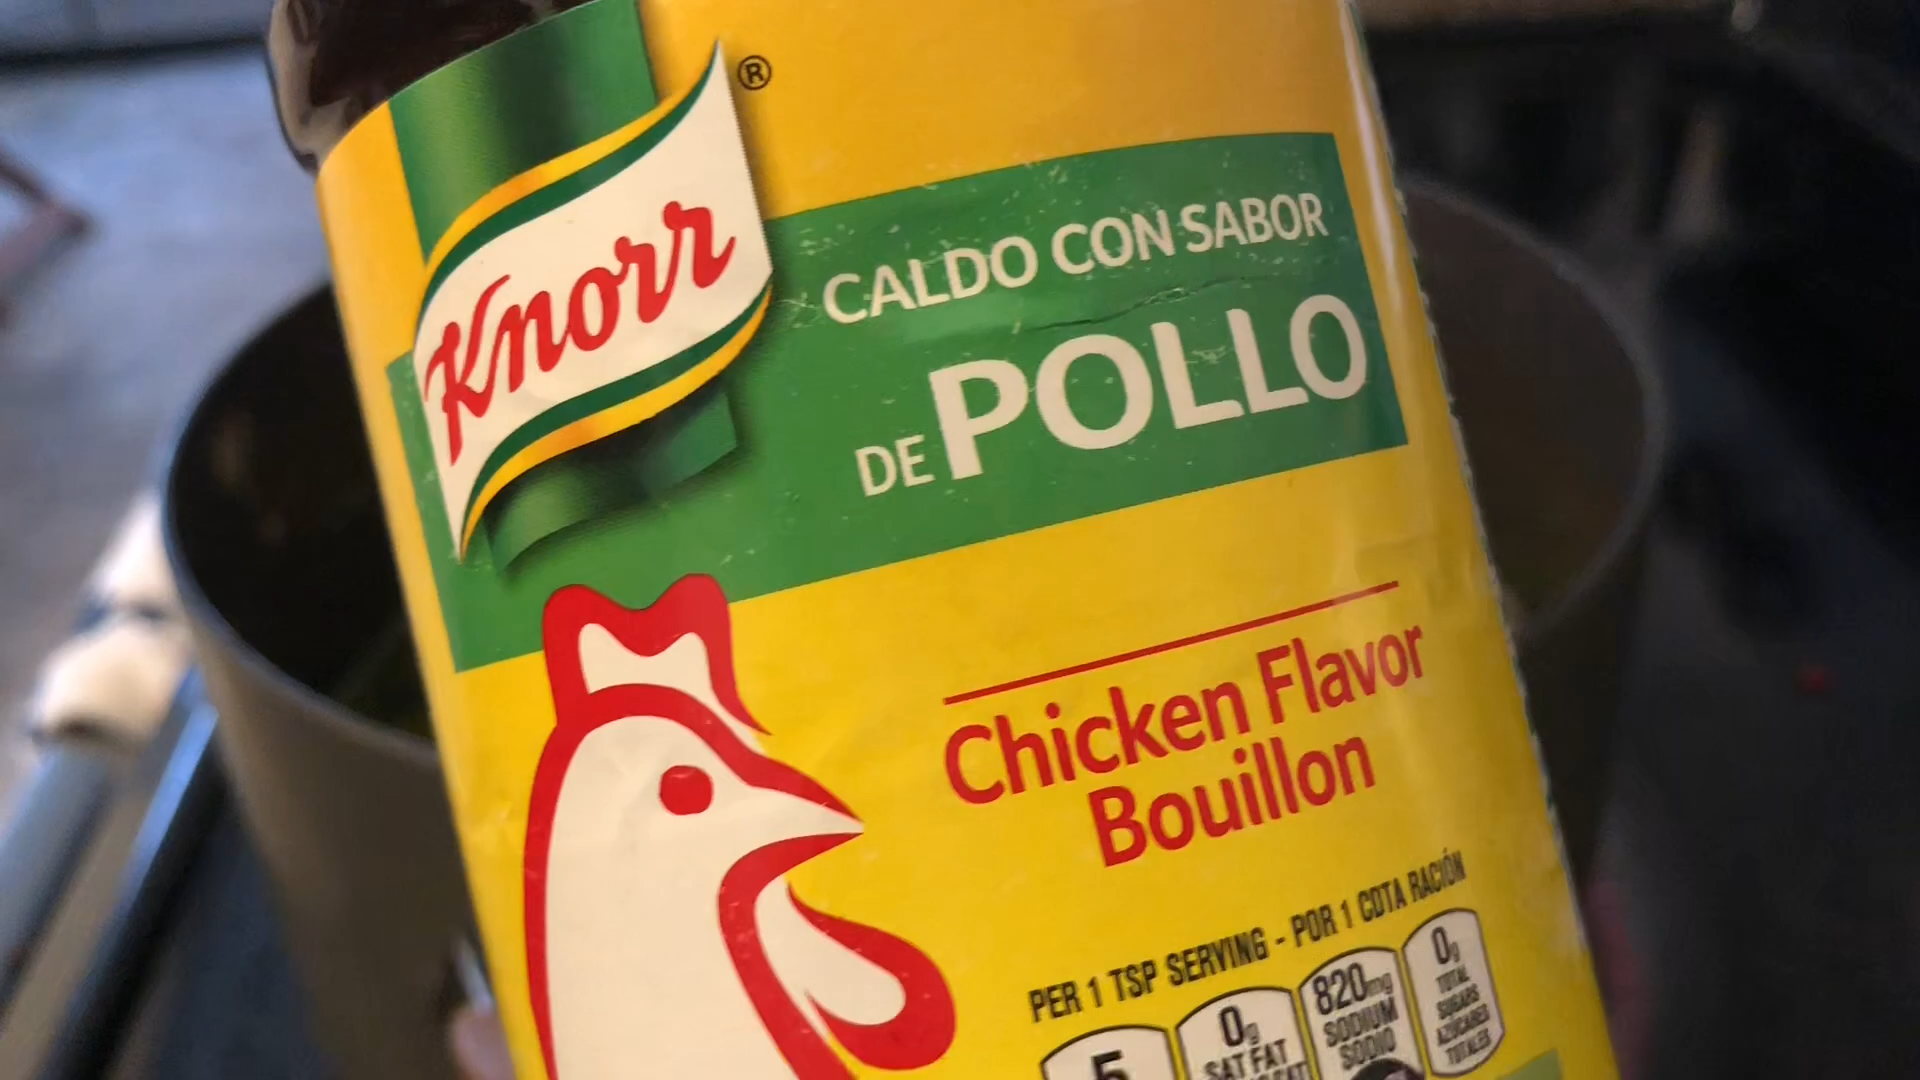 Knorr®
CALDO CON SABOR
DE POLLO
Chicken Flavor
Bouillon
PER 1 TSP SERVING - POR 1 CDTA RACIÓN
5
0g
SAT FAT
820mg
SODIUM
SODIO
0g
TOTAL
SUGARS
AZÚCARES
TOTALES